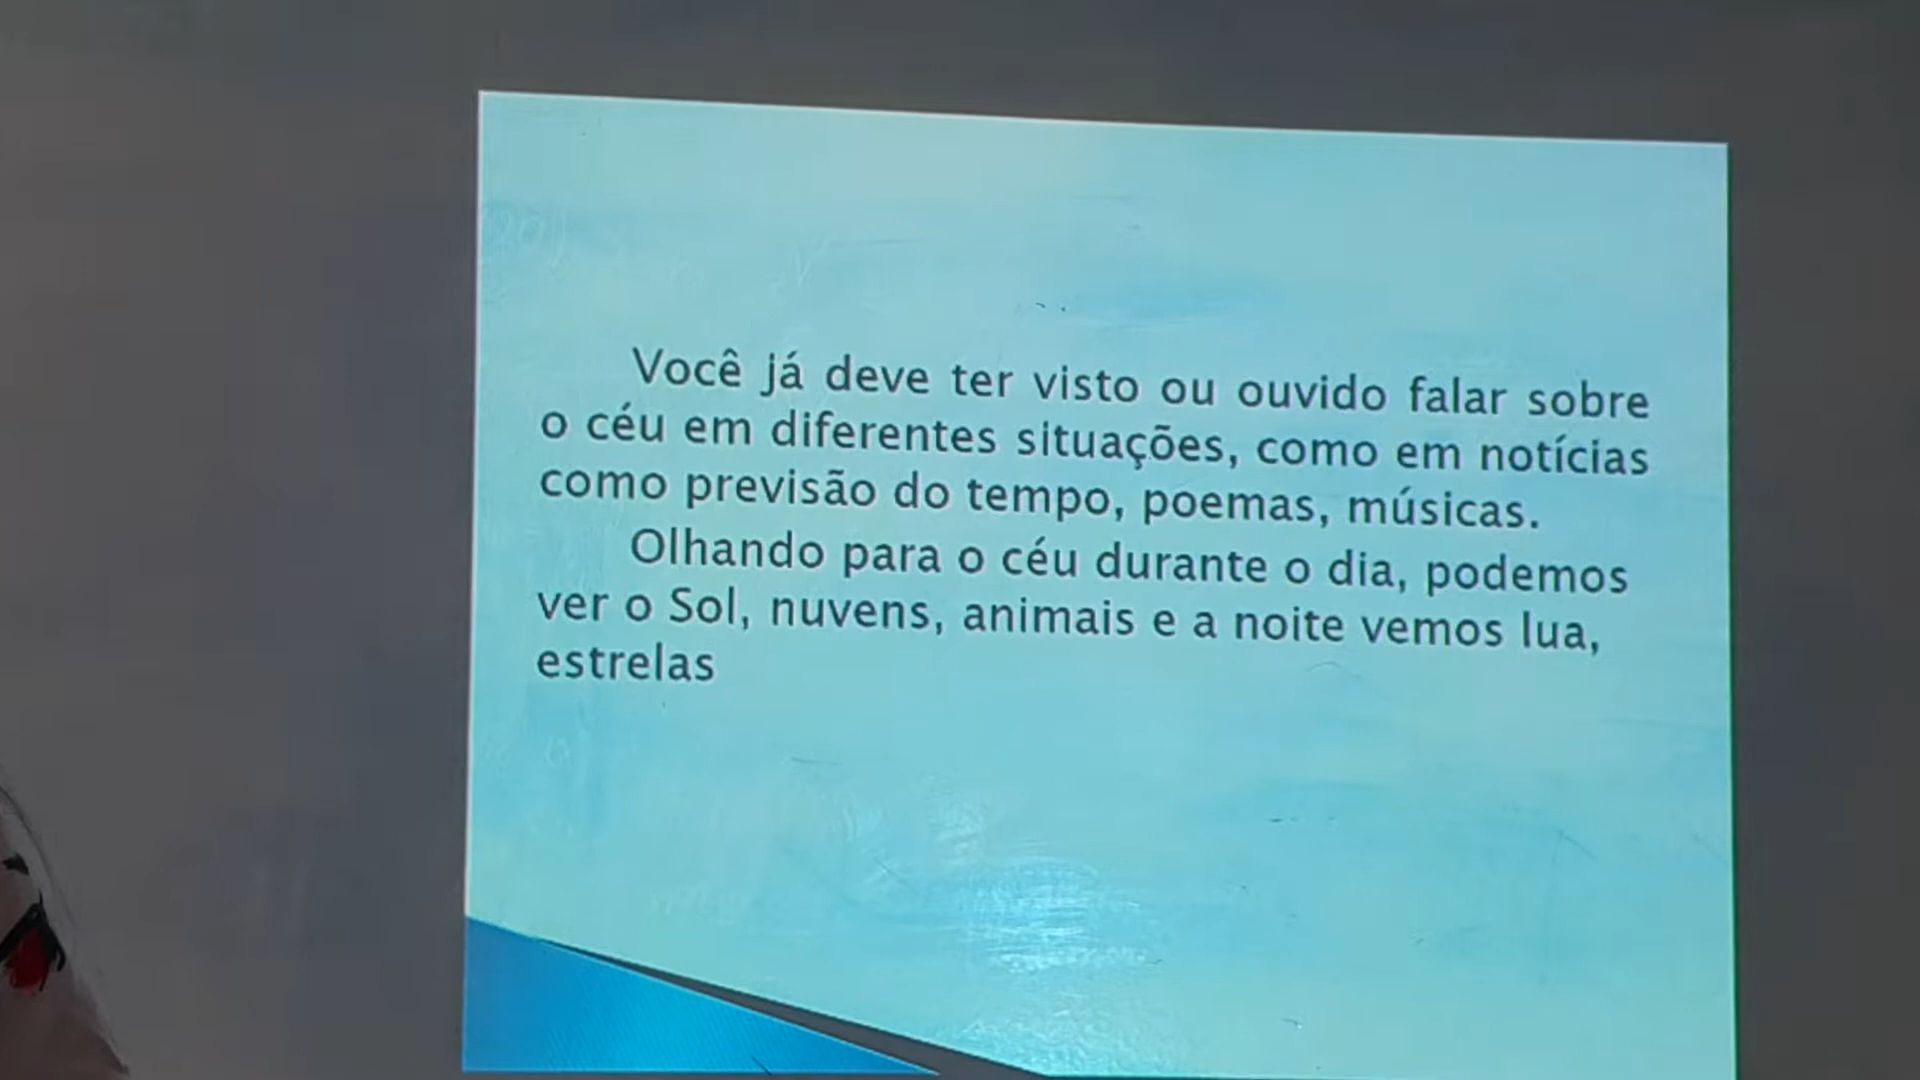 Você já deve ter visto ou ouvido falar sobre
o céu em diferentes situações, como em notícias
como previsão do tempo, poemas, músicas.
Olhando para o céu durante o dia, podemos
ver o Sol, nuvens, animais e a noite vemos lua,
estrelas